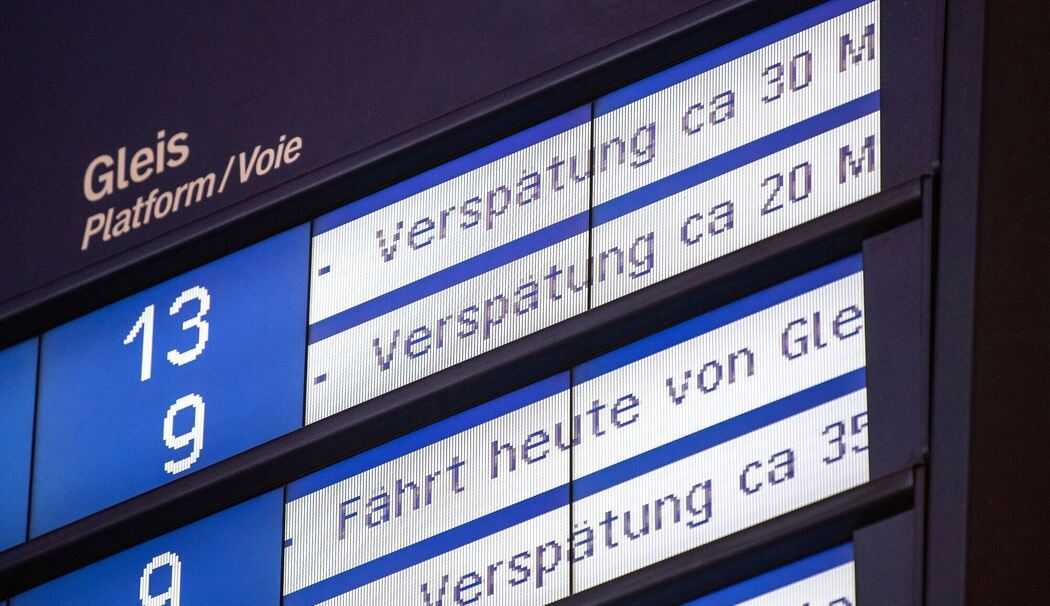 Gleis
Platform/Voie
13
- Verspätung ca 30 M
9
- Verspätung ca 20 M
9
- Fährt heute von Gle
Verspätung ca 35